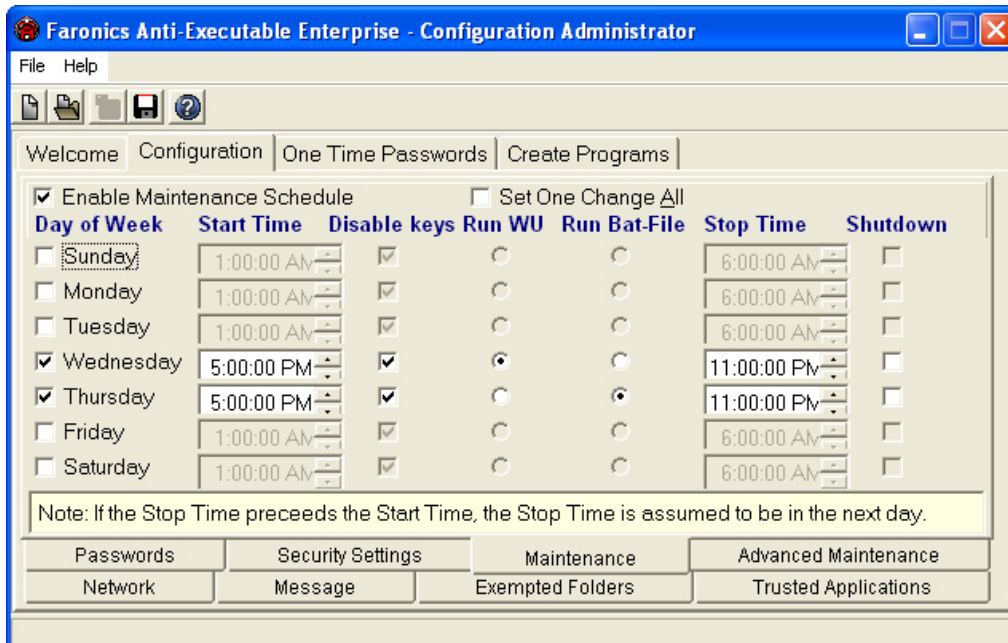 Faronics Anti-Executable Enterprise - Configuration Administrator
File Help
Welcome Configuration One Time Passwords Create Programs
Enable Maintenance Schedule Set One Change All
Day of Week Start Time Disable keys Run WU Run Bat-File Stop Time Shutdown
Sunday 1:00:00 AM 6:00:00 AM
Monday 1:00:00 AM 6:00:00 AM
Tuesday 1:00:00 AM 6:00:00 AM
Wednesday 5:00:00 PM 11:00:00 PM
Thursday 5:00:00 PM 11:00:00 PM
Friday 1:00:00 AM 6:00:00 AM
Saturday 1:00:00 AM 6:00:00 AM
Note: If the Stop Time preceeds the Start Time, the Stop Time is assumed to be in the next day.
Passwords Security Settings Maintenance Advanced Maintenance
Network Message Exempted Folders Trusted Applications